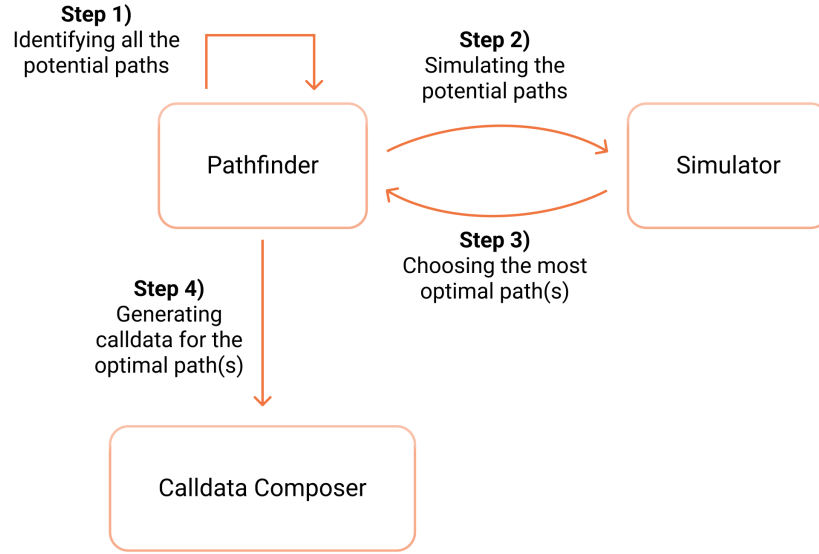 Step 1)
Identifying all the
potential paths
Step 2)
Simulating the
potential paths
Pathfinder
Simulator
Step 3)
Choosing the most
optimal path(s)
Step 4)
Generating
calldata for the
optimal path(s)
Calldata Composer